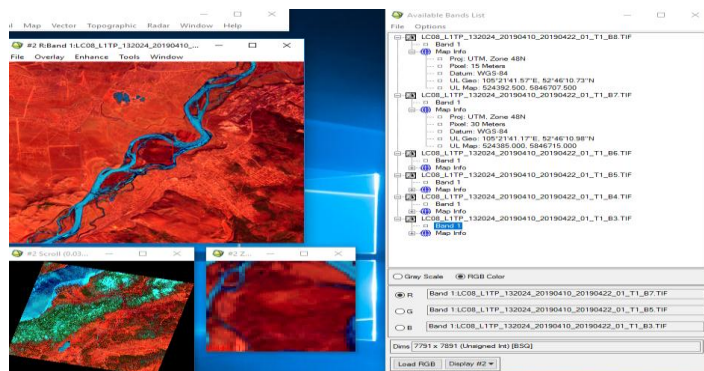 Map Vector Topographic Radar Window Help
#2 R:Band 1:LC08_L1TP_132024_20190410_...
File Overlay Enhance Tools Window
#2 Scroll (0.03...
#2 Z...
Available Bands List
File Options
LC08_L1TP_132024_20190410_20190422_01_T1_B8.TIF
Band 1
Map Info
Proj: UTM, Zone 48N
Pixel: 15 Meters
Datum: WGS-84
UL Geo: 105°21'41.57"E, 52°46'10.73"N
UL Map: 524392.500, 5846707.500
LC08_L1TP_132024_20190410_20190422_01_T1_B7.TIF
Band 1
Map Info
Proj: UTM, Zone 48N
Pixel: 30 Meters
Datum: WGS-84
UL Geo: 105°21'41.17"E, 52°46'10.98"N
UL Map: 524385.000, 5846715.000
LC08_L1TP_132024_20190410_20190422_01_T1_B6.TIF
Band 1
Map Info
LC08_L1TP_132024_20190410_20190422_01_T1_B5.TIF
Band 1
Map Info
LC08_L1TP_132024_20190410_20190422_01_T1_B4.TIF
Band 1
Map Info
LC08_L1TP_132024_20190410_20190422_01_T1_B3.TIF
Band 1
Map Info
Gray Scale RGB Color
R Band 1:LC08_L1TP_132024_20190410_20190422_01_T1_B7.TIF
G Band 1:LC08_L1TP_132024_20190410_20190422_01_T1_B5.TIF
B Band 1:LC08_L1TP_132024_20190410_20190422_01_T1_B3.TIF
Dims 7791 x 7891 (Unsigned Int) [BSQ]
Load RGB Display #2